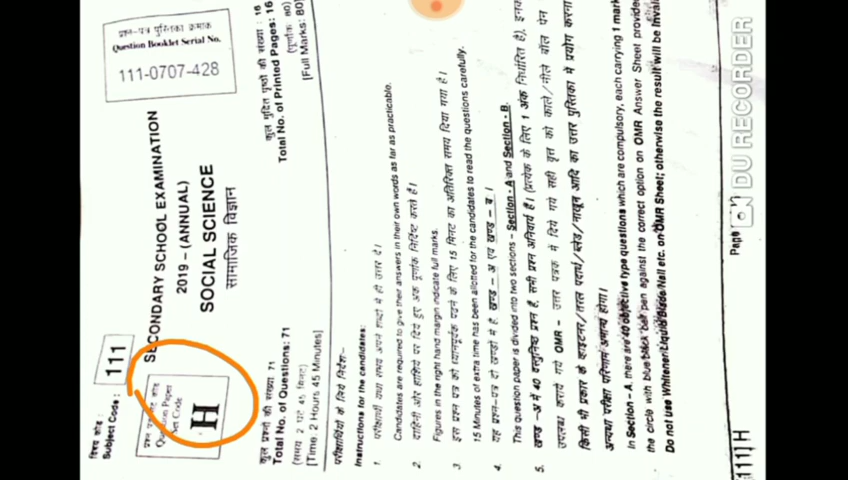 विषय कोड :
Subject Code :
111
प्रश्न पत्र सेट कोड
Question Paper
Set Code
H
प्रश्न-पत्र पुस्तिका क्रमांक
Question Booklet Serial No.
111-0707-428
SECONDARY SCHOOL EXAMINATION
2019 – (ANNUAL)
SOCIAL SCIENCE
सामाजिक विज्ञान
कुल प्रश्नों की संख्या 71
Total No. of Questions: 71
(समय 2 घंटे 45 मिनट)
[Time. 2 Hours 45 Minutes]
कुल मुद्रित पृष्ठों की संख्या : 16
Total No. of Printed Pages: 16
(पूर्णांक 80)
[Full Marks: 80]
परीक्षार्थियों के लिये निर्देश–
Instructions for the candidates:
1. परीक्षार्थी यथा संभव अपने शब्दों में ही उत्तर दें।
Candidates are required to give their answers in their own words as far as practicable.
2. दाहिनी ओर हाशिये पर दिये हुए अंक पूर्णांक निर्दिष्ट करते हैं।
Figures in the right hand margin indicate full marks.
3 इस प्रश्न पत्र को ध्यानपूर्वक पढ़ने के लिए 15 मिनट का अतिरिक्त समय दिया गया है।
15 Minutes of extra time has been allotted for the candidates to read the questions carefully.
4. यह प्रश्न-पत्र दो खण्डों में है, खण्ड – अ एवं खण्ड – ब ।
This question paper is divided into two sections – Section - A and Section - B.
5. खण्ड -अ में 40 वस्तुनिष्ठ प्रश्न हैं, सभी प्रश्न अनिवार्य हैं। (प्रत्येक के लिए 1 अंक निर्धारित है), इनक
उपलब्ध कराये गये OMR - उत्तर पत्रक में दिये गये सही वृत्त को काले/नीले बॉल पेन
किसी भी प्रकार के व्हाइटनर/तरल पदार्थ/ब्लेड/नाखून आदि का उत्तर पुस्तिका में प्रयोग करना
अन्यथा परीक्षा परिणाम अमान्य होगा।
In Section – A, there are 40 objective type questions which are compulsory, each carrying 1 mark
the circle with blue/black ball pen against the correct option on OMR Answer Sheet provide
Do not use Whitener/Liquid/Blade/Nail etc. on OMR Sheet; otherwise the result will be invali
[111] H
Page
DU RECORDER